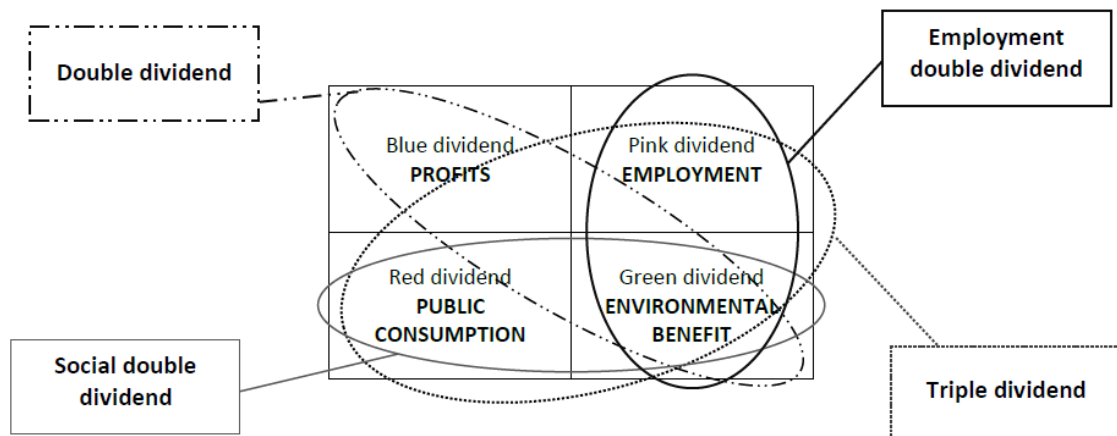 Double dividend
Employment
double dividend
Blue dividend
PROFITS
Pink dividend
EMPLOYMENT
Red dividend
PUBLIC
CONSUMPTION
Green dividend
ENVIRONMENTAL
BENEFIT
Social double
dividend
Triple dividend